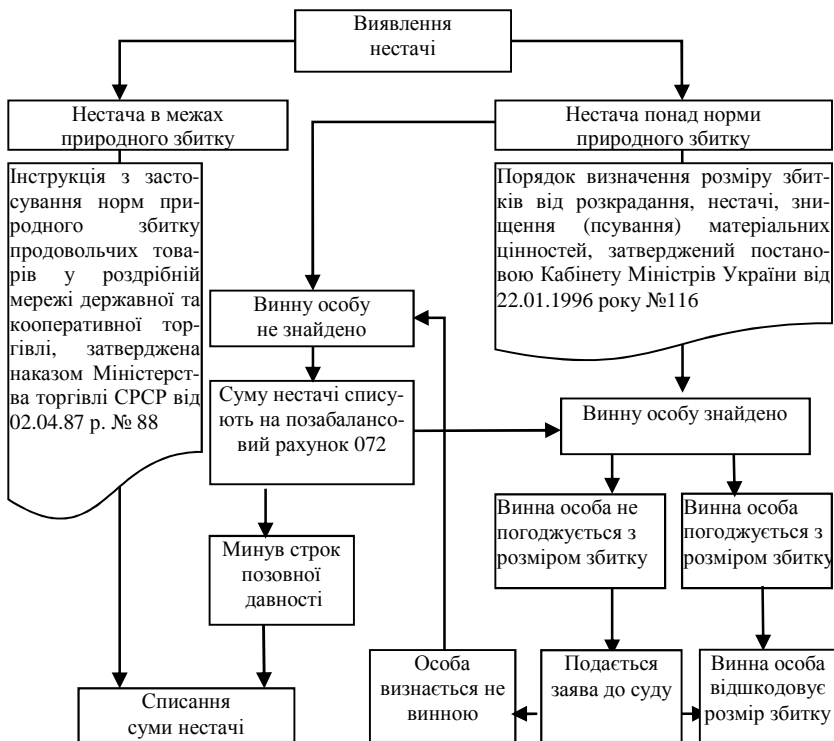 Виявлення
нестачі
Нестача в межах
природного збитку
Нестача понад норми
природного збитку
Інструкція з засто-
сування норм при-
родного збитку
продовольчих това-
рів у роздрібній
мережі державної та
кооперативної тор-
гівлі, затверджена
наказом Міністерст-
ва торгівлі СРСР від
02.04.87 р. № 88
Порядок визначення розміру збит-
ків від розкрадання, нестачі, зни-
щення (псування) матеріальних
цінностей, затверджений постано-
вою Кабінету Міністрів України від
22.01.1996 року №116
Винну особу
не знайдено
Суму нестачі спису-
ють на позабалансо-
вий рахунок 072
Винну особу знайдено
Винна особа не
погоджується з
розміром збитку
Винна особа
погоджується з
розміром збитку
Минув строк
позовної
давності
Списання
суми нестачі
Особа
визнається не
винною
Подається
заява до суду
Винна особа
відшкодовує
розмір збитку